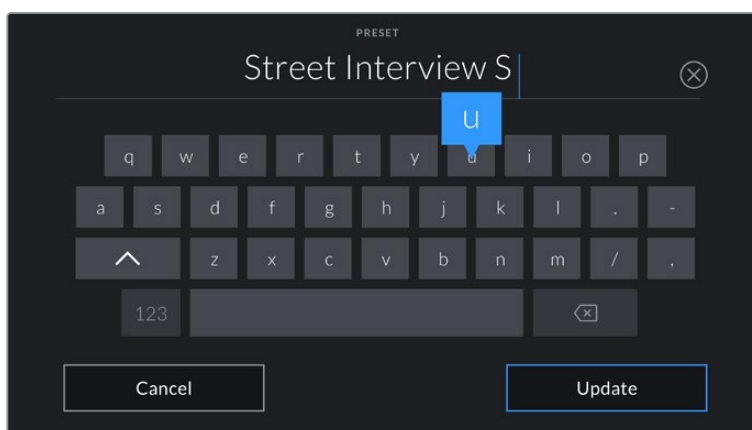 PRESET
Street Interview S
u
q w e r t y u i o p
a s d f g h j k l . -
z x c v b n m / ,
123
Cancel Update